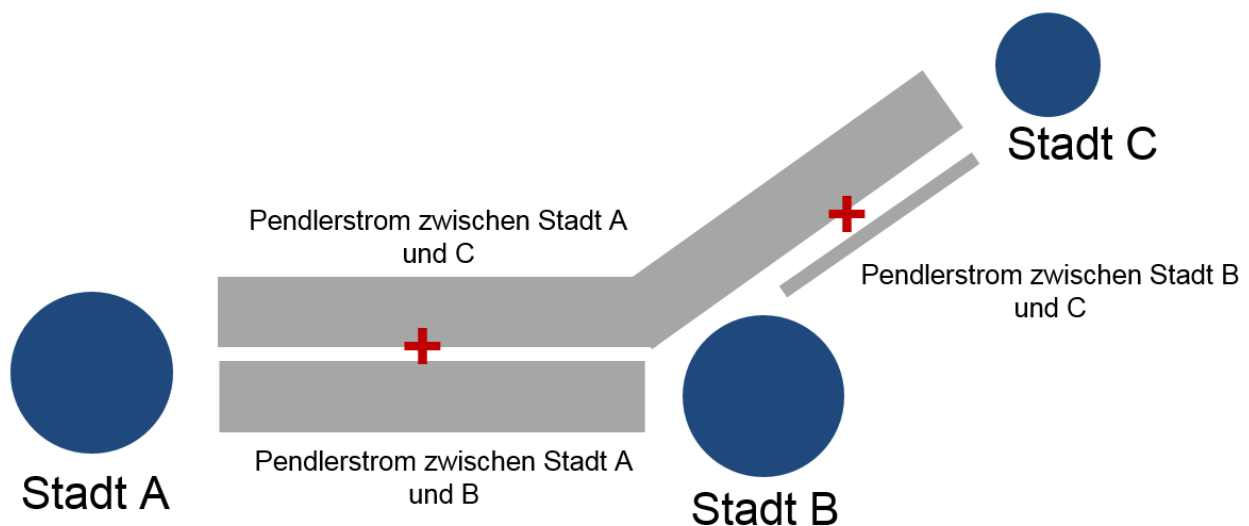 Stadt C
Pendlerstrom zwischen Stadt A
und C
Pendlerstrom zwischen Stadt B
und C
Pendlerstrom zwischen Stadt A
und B
Stadt A
Stadt B